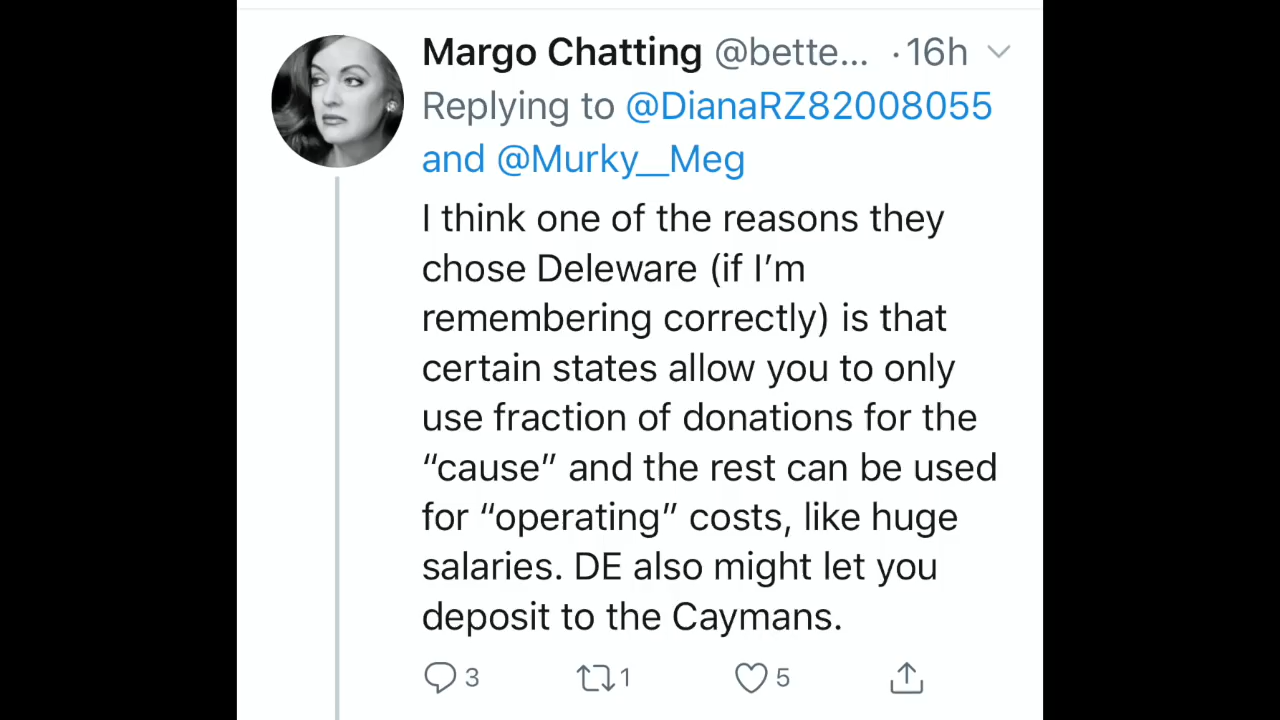 Margo Chatting @bette... · 16h
Replying to @DianaRZ82008055
and @Murky__Meg
I think one of the reasons they
chose Deleware (if I’m
remembering correctly) is that
certain states allow you to only
use fraction of donations for the
“cause” and the rest can be used
for “operating” costs, like huge
salaries. DE also might let you
deposit to the Caymans.
3 1 5